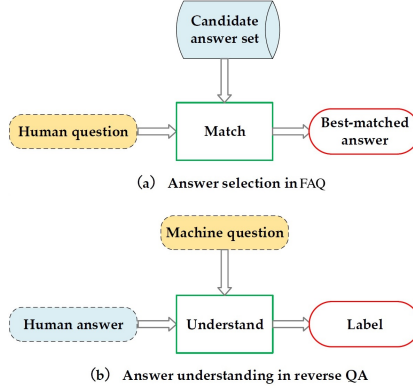 Candidate
answer set
Human question
Match
Best-matched
answer
(a) Answer selection in FAQ
Machine question
Human answer
Understand
Label
(b) Answer understanding in reverse QA